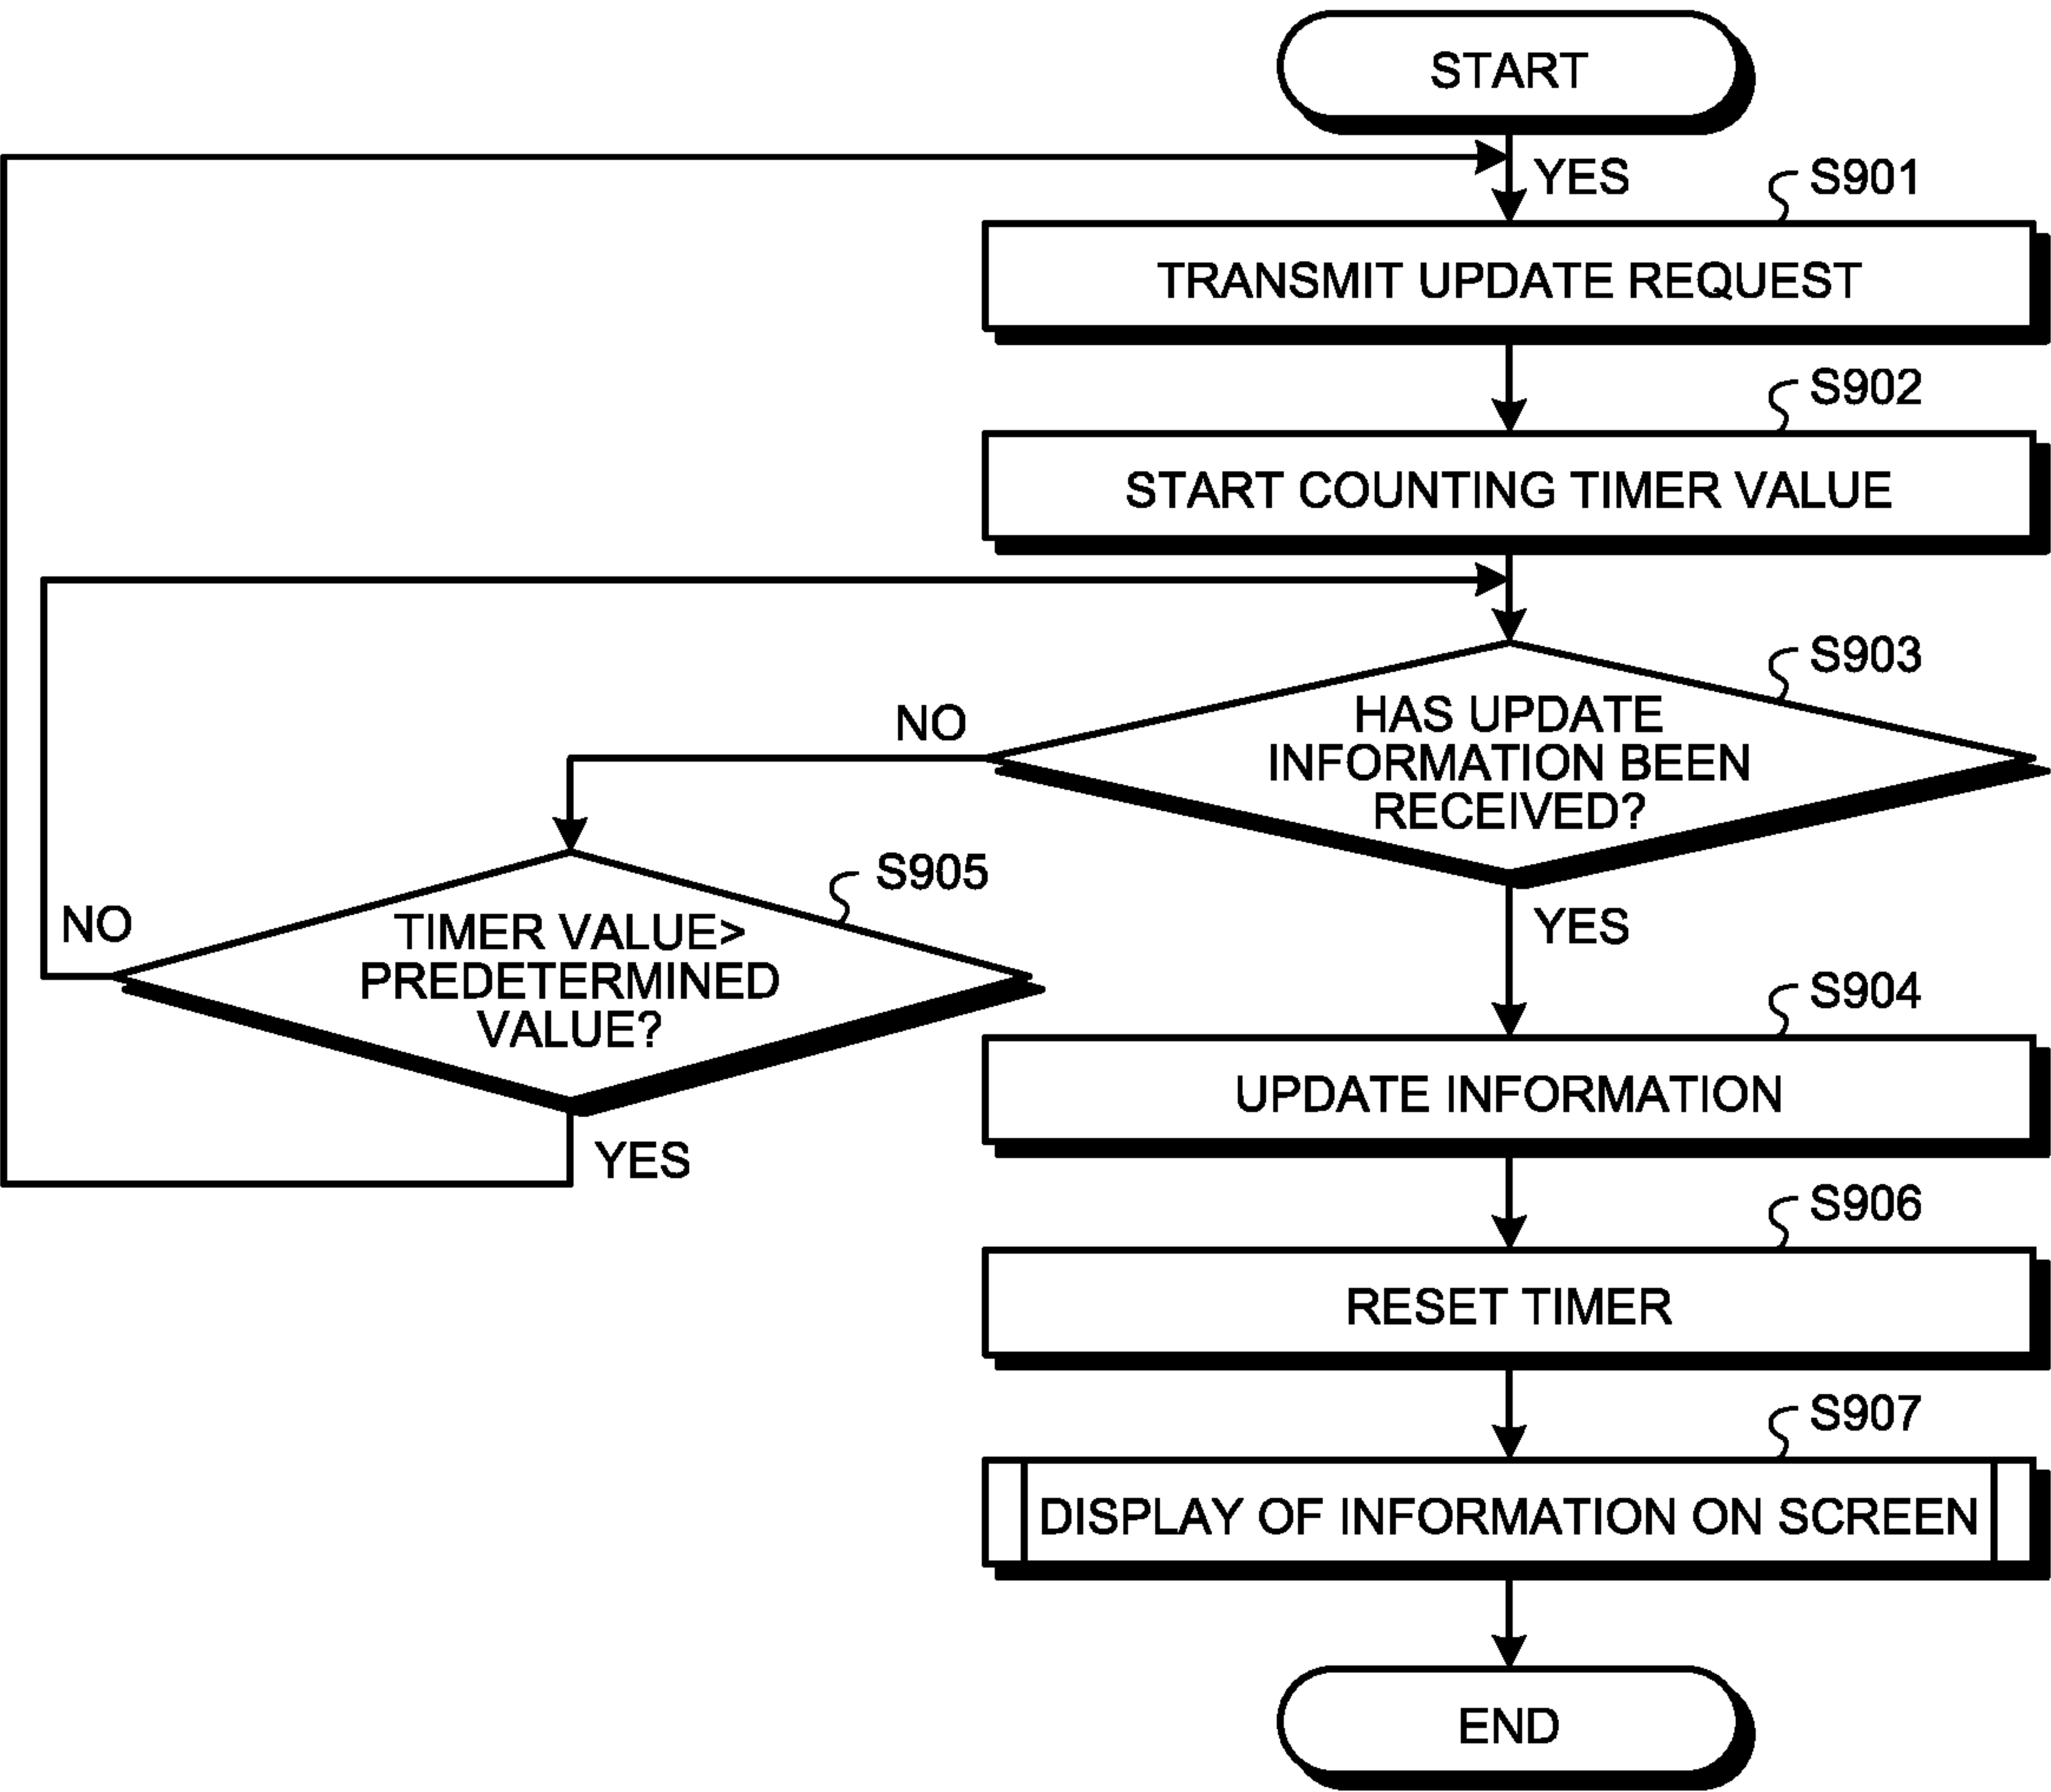 START
YES
S901
TRANSMIT UPDATE REQUEST
S902
START COUNTING TIMER VALUE
S903
HAS UPDATE
INFORMATION BEEN
RECEIVED?
NO
YES
S905
TIMER VALUE>
PREDETERMINED
VALUE?
NO
YES
S904
UPDATE INFORMATION
S906
RESET TIMER
S907
DISPLAY OF INFORMATION ON SCREEN
END